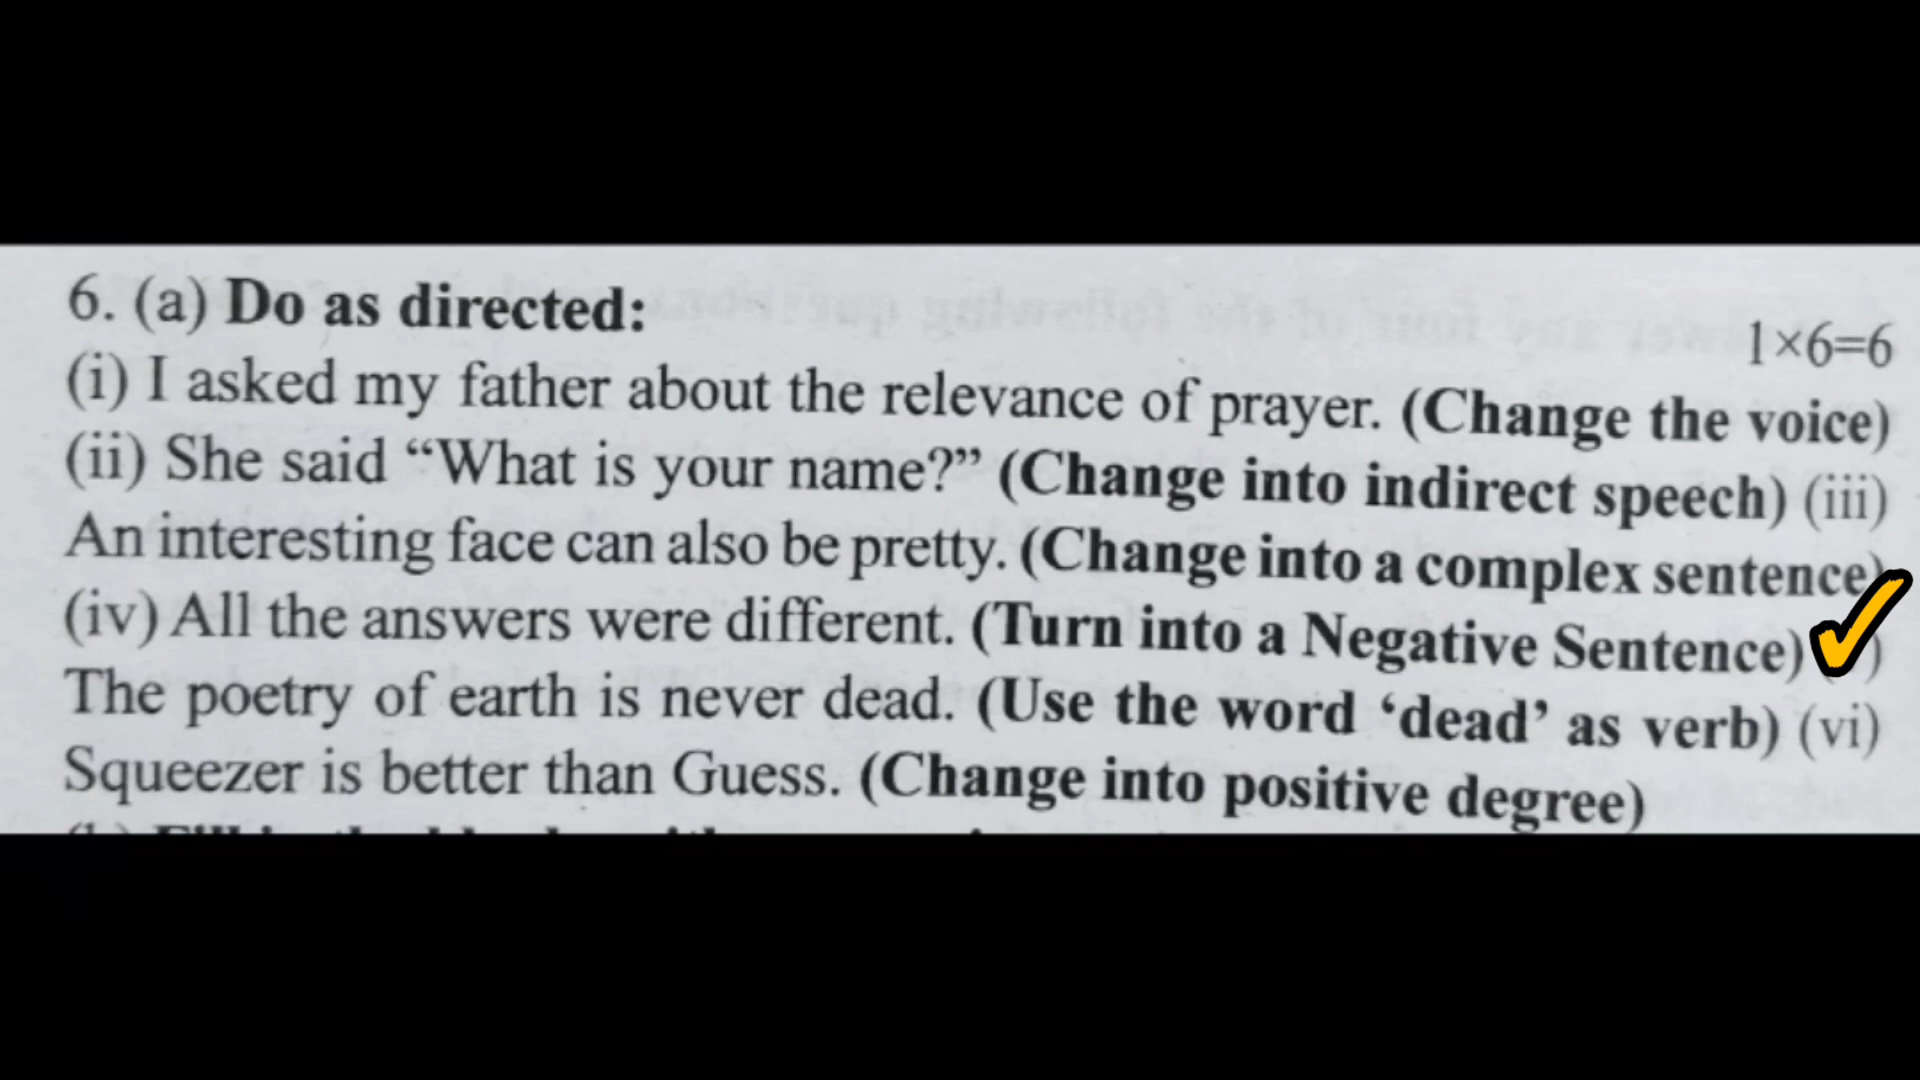 6. (a) Do as directed:
1×6=6
(i) I asked my father about the relevance of prayer. (Change the voice)
(ii) She said “What is your name?” (Change into indirect speech) (iii)
An interesting face can also be pretty. (Change into a complex sentence)
(iv) All the answers were different. (Turn into a Negative Sentence)
The poetry of earth is never dead. (Use the word ‘dead’ as verb) (vi)
Squeezer is better than Guess. (Change into positive degree)